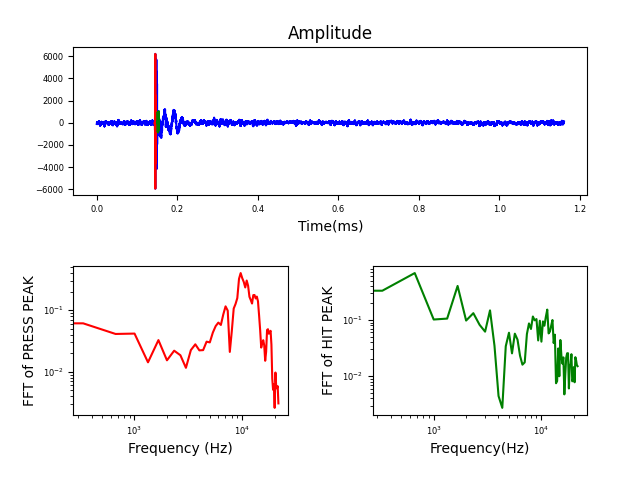 Amplitude
6000
4000
2000
0
−2000
−4000
−6000
0.0 0.2 0.4 0.6 0.8 1.0 1.2
Time(ms)
FFT of PRESS PEAK
10⁻¹
10⁻²
10³ 10⁴
Frequency (Hz)
FFT of HIT PEAK
10⁻¹
10⁻²
10³ 10⁴
Frequency(Hz)